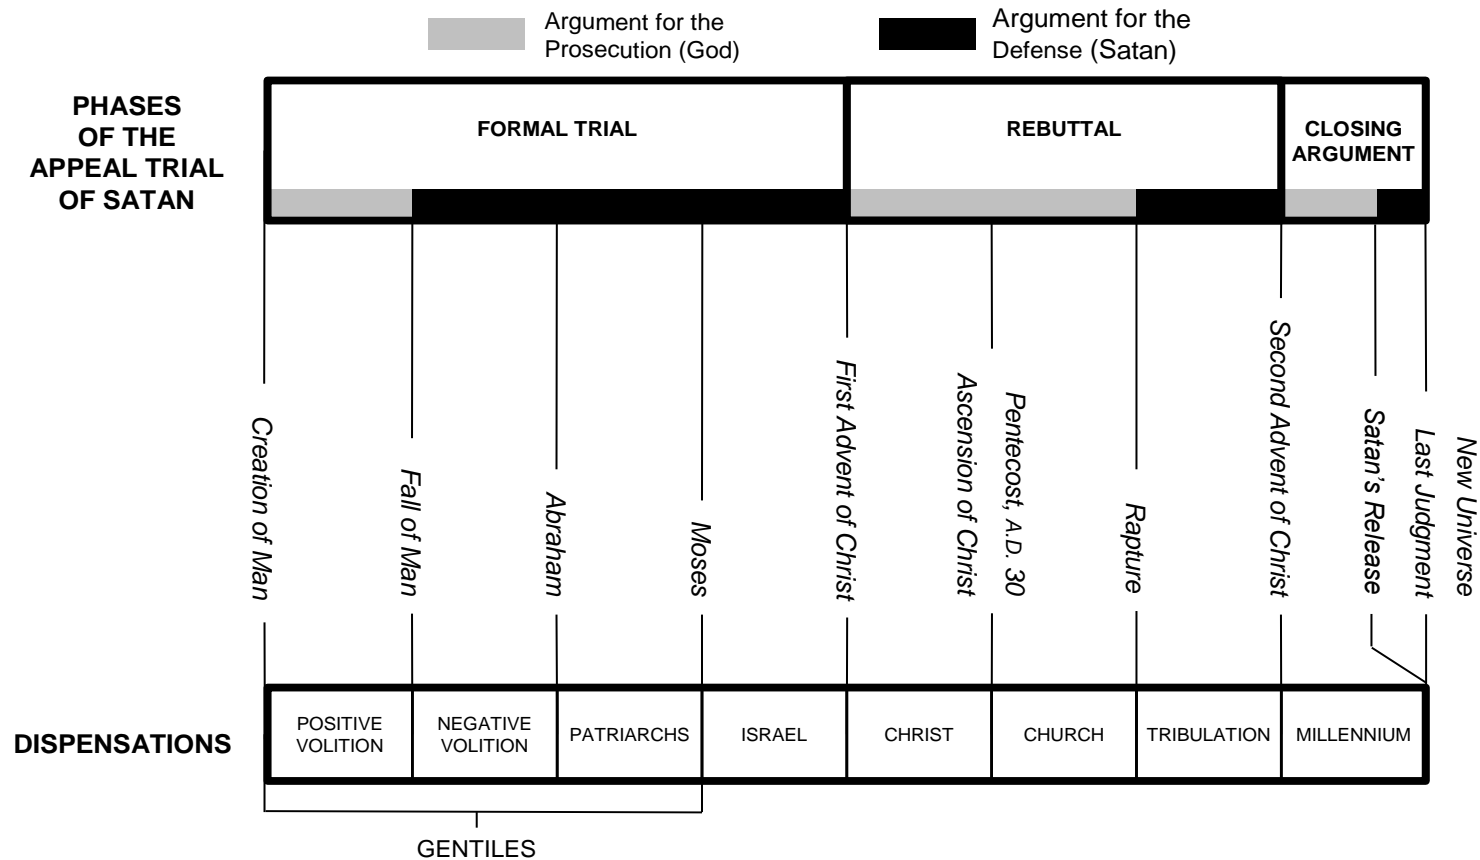 Argument for the
Prosecution (God)
Argument for the
Defense (Satan)
PHASES
OF THE
APPEAL TRIAL
OF SATAN
FORMAL TRIAL
REBUTTAL
CLOSING
ARGUMENT
Creation of Man
Fall of Man
Abraham
Moses
First Advent of Christ
Pentecost, A.D. 30
Ascension of Christ
Rapture
Second Advent of Christ
Satan’s Release
New Universe
Last Judgment
DISPENSATIONS
POSITIVE
VOLITION
NEGATIVE
VOLITION
PATRIARCHS
ISRAEL
CHRIST
CHURCH
TRIBULATION
MILLENNIUM
GENTILES